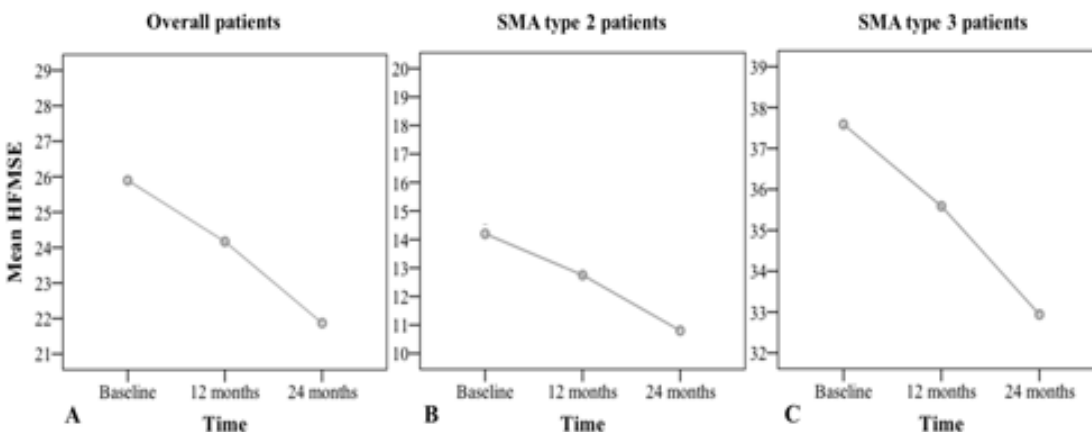 Overall patients
SMA type 2 patients
SMA type 3 patients
Mean HFMSE
29
28
27
26
25
24
23
22
21
Baseline
12 months
24 months
A
Time
20
19
18
17
16
15
14
13
12
11
10
Baseline
12 months
24 months
B
Time
39
38
37
36
35
34
33
32
Baseline
12 months
24 months
C
Time